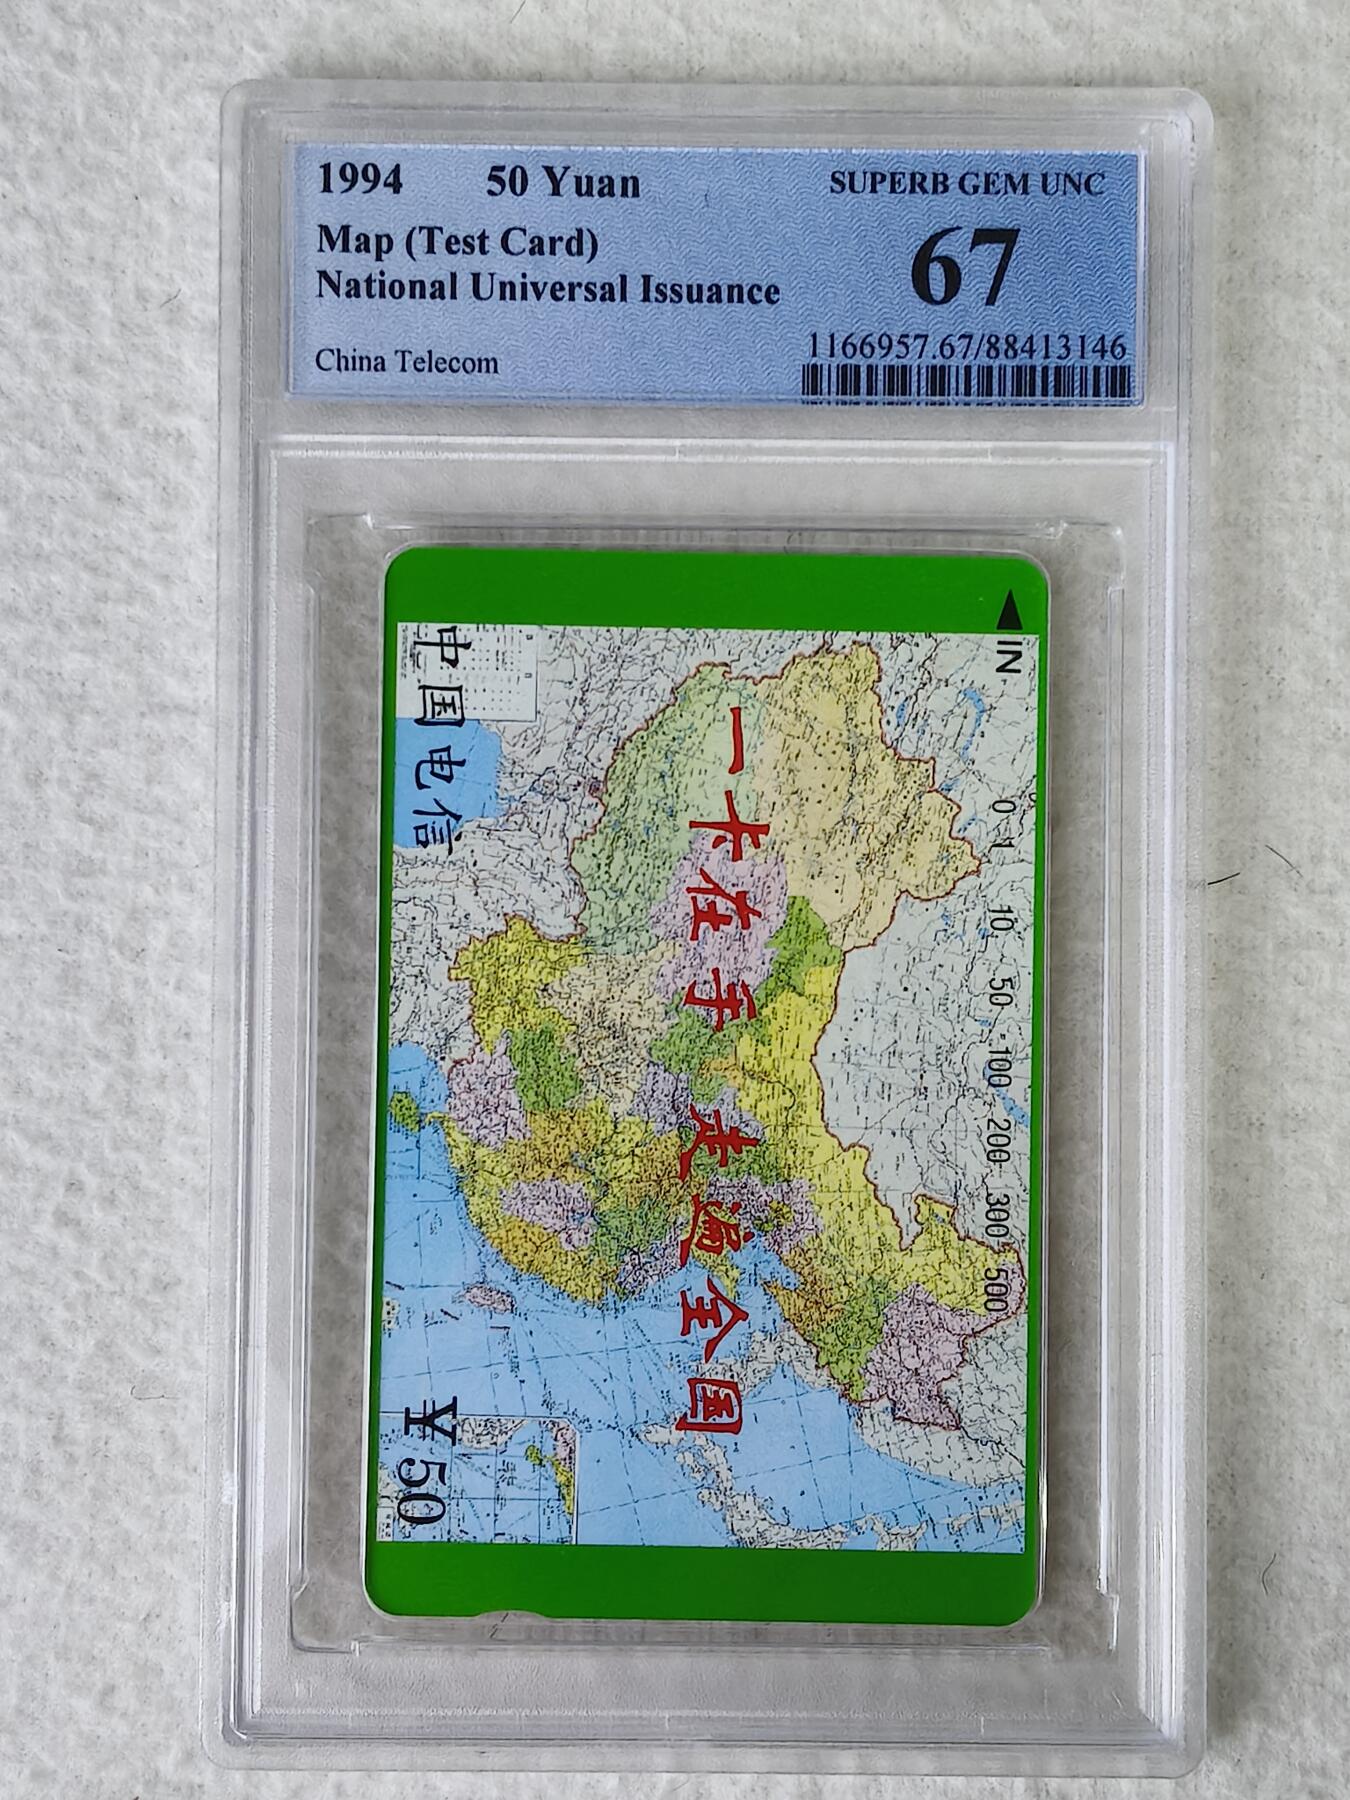 1994 50 Yuan SUPERB GEM UNC
Map (Test Card) 67
National Universal Issuance
China Telecom 1166957.67/88413146
IN
0 1 10 50 100 200 300 500
一卡在手 走遍全国
中国电信
¥50